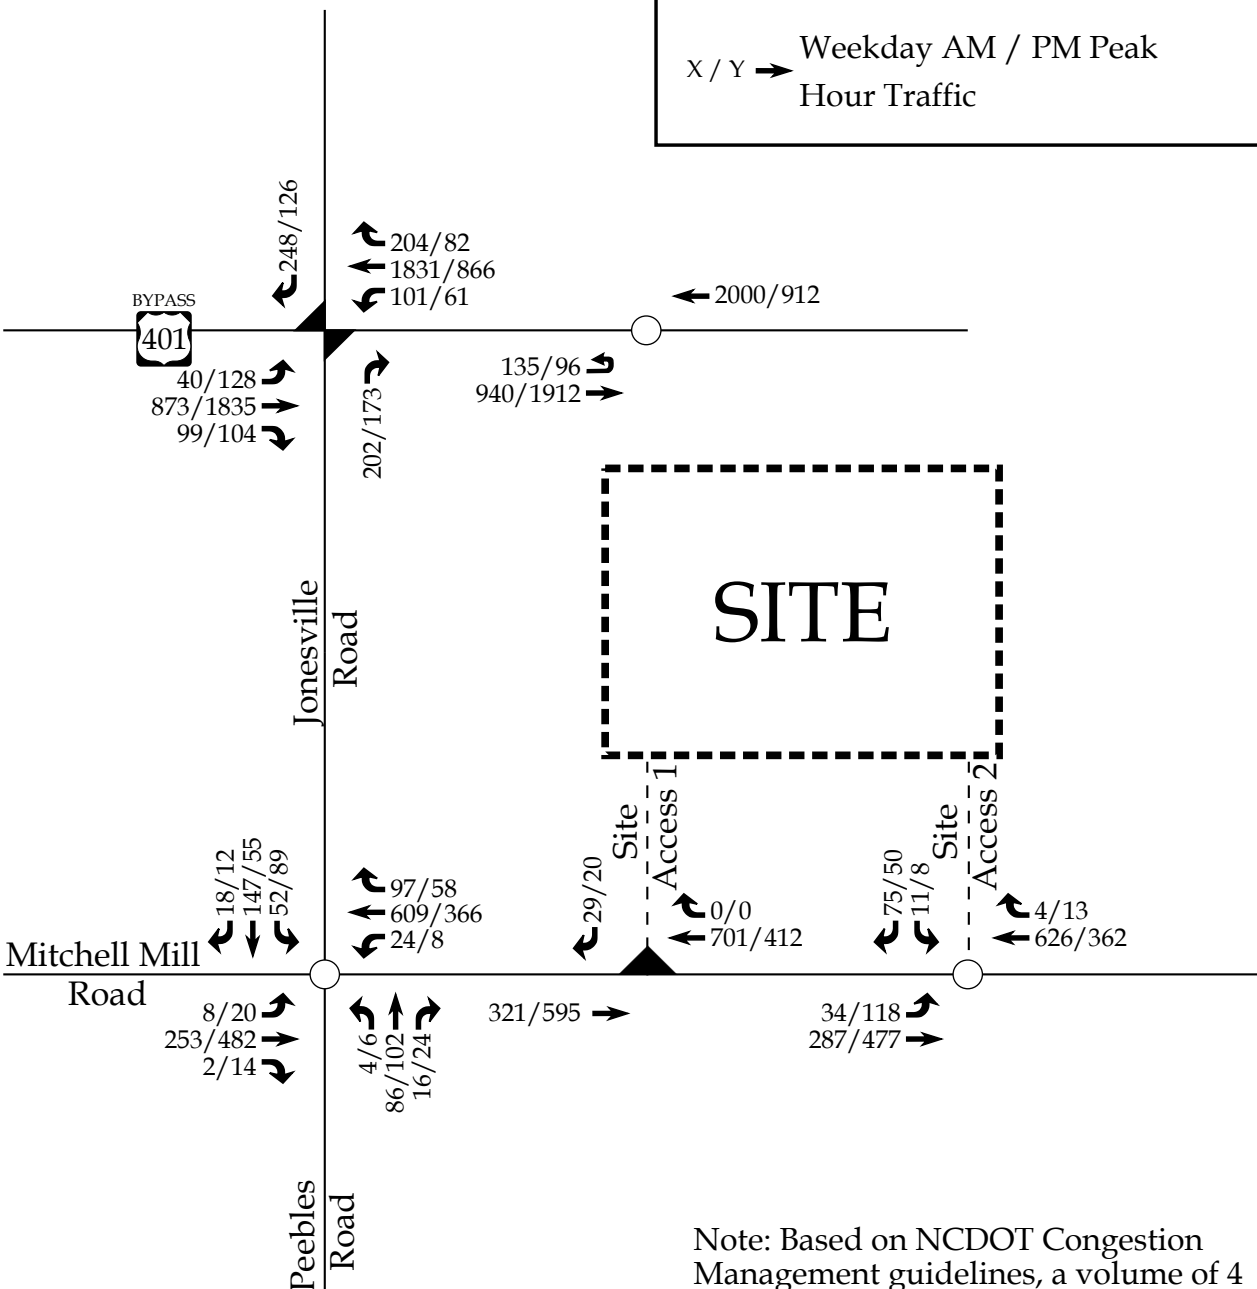 Weekday AM / PM Peak
X / Y
Hour Traffic
248/126
204/82
1831/866
101/61
2000/912
BYPASS
401
40/128
873/1835
99/104
202/173
135/96
940/1912
SITE
Jonesville
Road
Site
Access 1
Site
Access 2
18/12
147/55
52/89
97/58
609/366
24/8
29/20
0/0
701/412
75/50
11/8
4/13
626/362
Mitchell Mill
Road
8/20
253/482
2/14
4/6
86/102
16/24
321/595
34/118
287/477
Peebles
Road
Note: Based on NCDOT Congestion
Management guidelines, a volume of 4